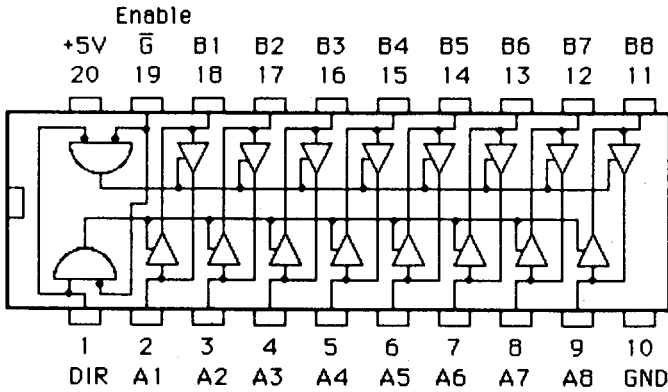 Enable
+5V G̅ B1 B2 B3 B4 B5 B6 B7 B8
20 19 18 17 16 15 14 13 12 11
1 2 3 4 5 6 7 8 9 10
DIR A1 A2 A3 A4 A5 A6 A7 A8 GND